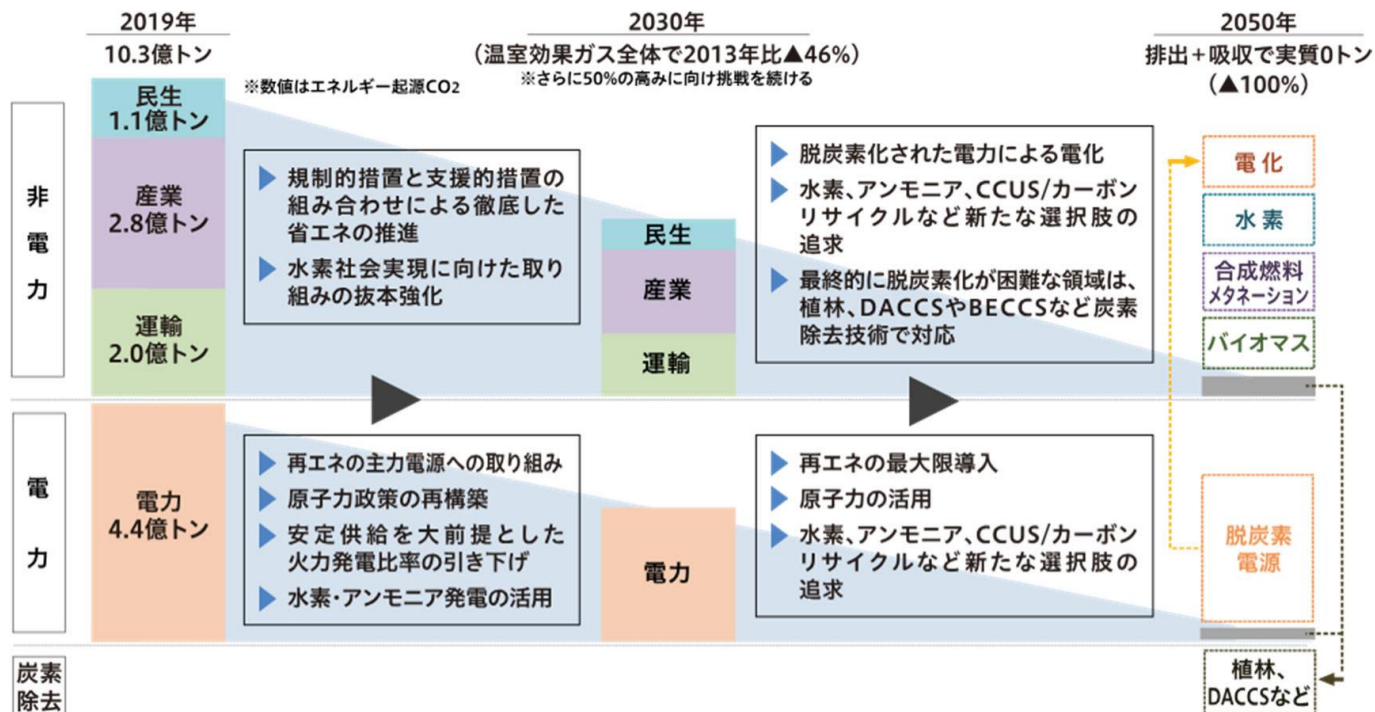 2019年
10.3億トン
2030年
（温室効果ガス全体で2013年比▲46%）
※さらに50%の高みに向け挑戦を続ける
2050年
排出＋吸収で実質0トン
（▲100%）
※数値はエネルギー起源CO2
非電力
民生
1.1億トン
産業
2.8億トン
運輸
2.0億トン
▶ 規制的措置と支援的措置の
組み合わせによる徹底した
省エネの推進
▶ 水素社会実現に向けた取り
組みの抜本強化
民生
産業
運輸
▶ 脱炭素化された電力による電化
▶ 水素、アンモニア、CCUS/カーボン
リサイクルなど新たな選択肢の
追求
▶ 最終的に脱炭素化が困難な領域は、
植林、DACCSやBECCSなど炭素
除去技術で対応
電化
水素
合成燃料
メタネーション
バイオマス
電力
電力
4.4億トン
▶ 再エネの主力電源への取り組み
▶ 原子力政策の再構築
▶ 安定供給を大前提とした
火力発電比率の引き下げ
▶ 水素・アンモニア発電の活用
電力
▶ 再エネの最大限導入
▶ 原子力の活用
▶ 水素、アンモニア、CCUS/カーボン
リサイクルなど新たな選択肢の
追求
脱炭素
電源
炭素
除去
植林、
DACCSなど